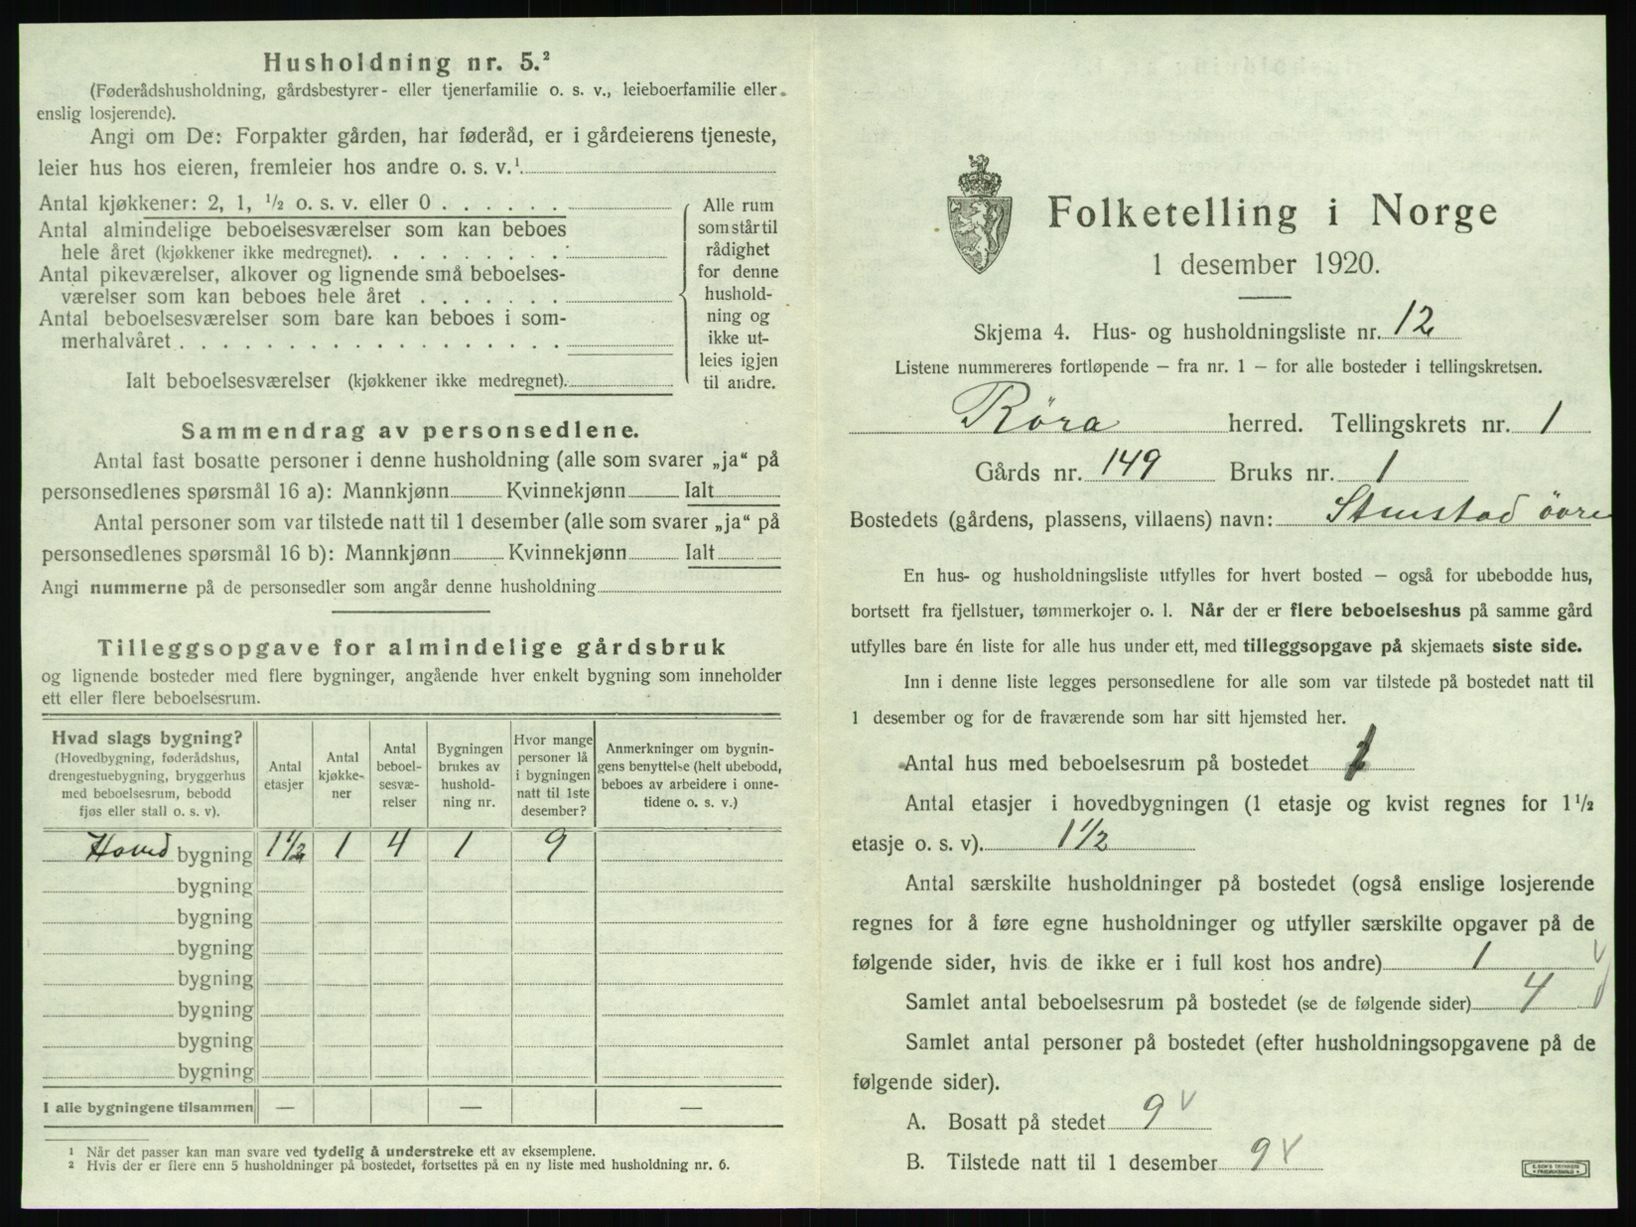 Husholdning nr. 5.²
(Føderådshusholdning, gårdsbestyrer- eller tjenerfamilie o. s. v., leieboerfamilie eller
enslig losjerende).
Angi om De: Forpakter gården, har føderåd, er i gårdeierens tjeneste,
leier hus hos eieren, fremleier hos andre o. s. v.¹
Antal kjøkkener: 2, 1, ½ o. s. v. eller 0 . . . . . .
Antal almindelige beboelsesværelser som kan beboes
hele året (kjøkkener ikke medregnet). . . . . . . . .
Antal pikeværelser, alkover og lignende små beboelses-
værelser som kan beboes hele året . . . . . . .
Antal beboelsesværelser som bare kan beboes i som-
merhalvåret . . . . . . . . . . . . . . . . . .
Ialt beboelsesværelser (kjøkkener ikke medregnet).
Alle rum
som står til
rådighet
for denne
hushold-
ning og
ikke ut-
leies igjen
til andre.
Sammendrag av personsedlene.
Antal fast bosatte personer i denne husholdning (alle som svarer „ja“ på
personsedlenes spørsmål 16 a): Mannkjønn Kvinnekjønn Ialt
Antal personer som var tilstede natt til 1 desember (alle som svarer „ja“ på
personsedlenes spørsmål 16 b): Mannkjønn Kvinnekjønn Ialt
Angi nummerne på de personsedler som angår denne husholdning
Tilleggsopgave for almindelige gårdsbruk
og lignende bosteder med flere bygninger, angående hver enkelt bygning som inneholder
ett eller flere beboelsesrum.
Hvad slags bygning?
(Hovedbygning, føderådshus,
drengestuebygning, bryggerhus
med beboelsesrum, bebodd
fjøs eller stall o. s. v).
Antal
etasjer
Antal
kjøkke-
ner
Antal
beboel-
sesvæ-
relser
Bygningen
brukes av
hushold-
ning nr.
Hvor mange
personer lå
i bygningen
natt til 1ste
desember?
Anmerkninger om bygnin-
gens benyttelse (helt ubebodd,
beboes av arbeidere i onne-
tidene o. s. v.)
Hoved bygning 1½ 1 4 1 9
bygning
bygning
bygning
bygning
bygning
bygning
bygning
I alle bygningene tilsammen — — —
¹ Når det passer kan man svare ved tydelig å understreke ett av eksemplene.
² Hvis der er flere enn 5 husholdninger på bostedet, fortsettes på en ny liste med husholdning nr. 6.
Folketelling i Norge
1 desember 1920.
Skjema 4. Hus- og husholdningsliste nr. 12
Listene nummereres fortløpende — fra nr. 1 — for alle bosteder i tellingskretsen.
Röra herred. Tellingskrets nr. 1
Gårds nr. 149 Bruks nr. 1
Bostedets (gårdens, plassens, villaens) navn: övre
En hus- og husholdningsliste utfylles for hvert bosted — også for ubebodde hus,
bortsett fra fjellstuer, tømmerkojer o. l. Når der er flere beboelseshus på samme gård
utfylles bare én liste for alle hus under ett, med tilleggsopgave på skjemaets siste side.
Inn i denne liste legges personsedlene for alle som var tilstede på bostedet natt til
1 desember og for de fraværende som har sitt hjemsted her.
Antal hus med beboelsesrum på bostedet
Antal etasjer i hovedbygningen (1 etasje og kvist regnes for 1½
etasje o. s. v). 1½
Antal særskilte husholdninger på bostedet (også enslige losjerende
regnes for å føre egne husholdninger og utfyller særskilte opgaver på de
følgende sider, hvis de ikke er i full kost hos andre) 1
Samlet antal beboelsesrum på bostedet (se de følgende sider) 4
Samlet antal personer på bostedet (efter husholdningsopgavene på de
følgende sider).
A. Bosatt på stedet 9
B. Tilstede natt til 1 desember 9